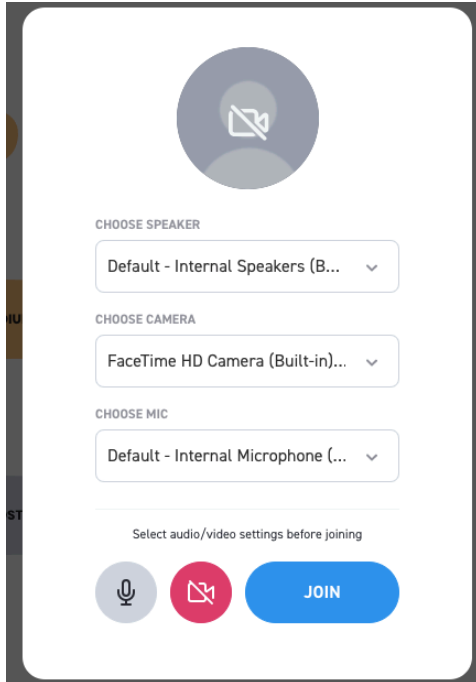 CHOOSE SPEAKER
Default - Internal Speakers (B...
CHOOSE CAMERA
FaceTime HD Camera (Built-in)...
CHOOSE MIC
Default - Internal Microphone (...
Select audio/video settings before joining
JOIN